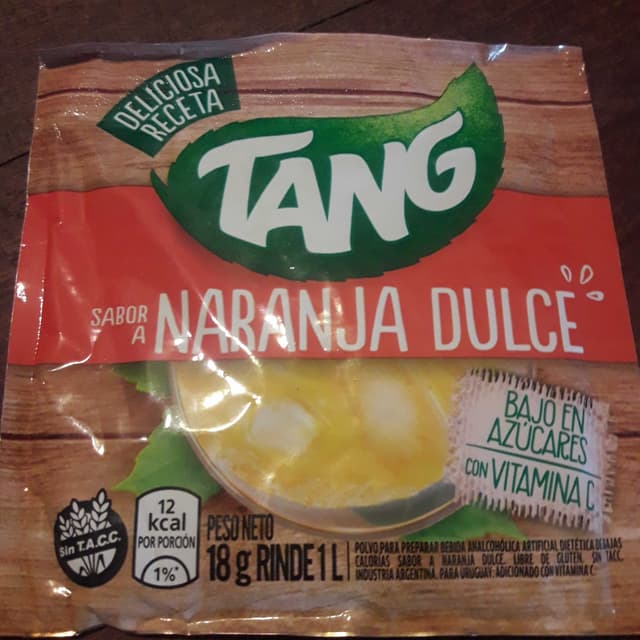 DELICIOSA
RECETA
TANG
SABOR
A
NARANJA DULCE
BAJO EN
AZÚCARES
CON VITAMINA C
Sin T.A.C.C.
12
kcal
POR PORCIÓN
1%*
PESO NETO
18 g RINDE 1 L
POLVO PARA PREPARAR BEBIDA ANALCOHÓLICA ARTIFICIAL DIETÉTICA BAJAS
CALORÍAS SABOR A NARANJA DULCE. LIBRE DE GLUTEN. SIN TACC.
INDUSTRIA ARGENTINA. PARA URUGUAY: ADICIONADO CON VITAMINA C.